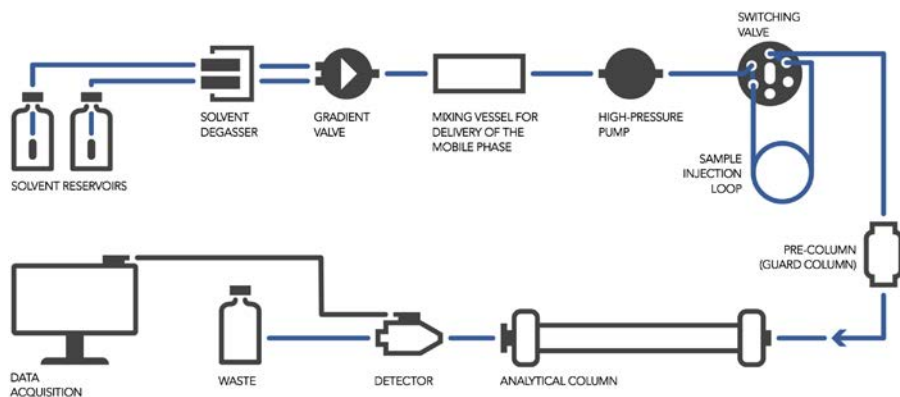 SWITCHING
VALVE
SOLVENT
DEGASSER
GRADIENT
VALVE
MIXING VESSEL FOR
DELIVERY OF THE
MOBILE PHASE
HIGH-PRESSURE
PUMP
SAMPLE
INJECTION
LOOP
SOLVENT RESERVOIRS
PRE-COLUMN
(GUARD COLUMN)
DATA
ACQUISITION
WASTE
DETECTOR
ANALYTICAL COLUMN